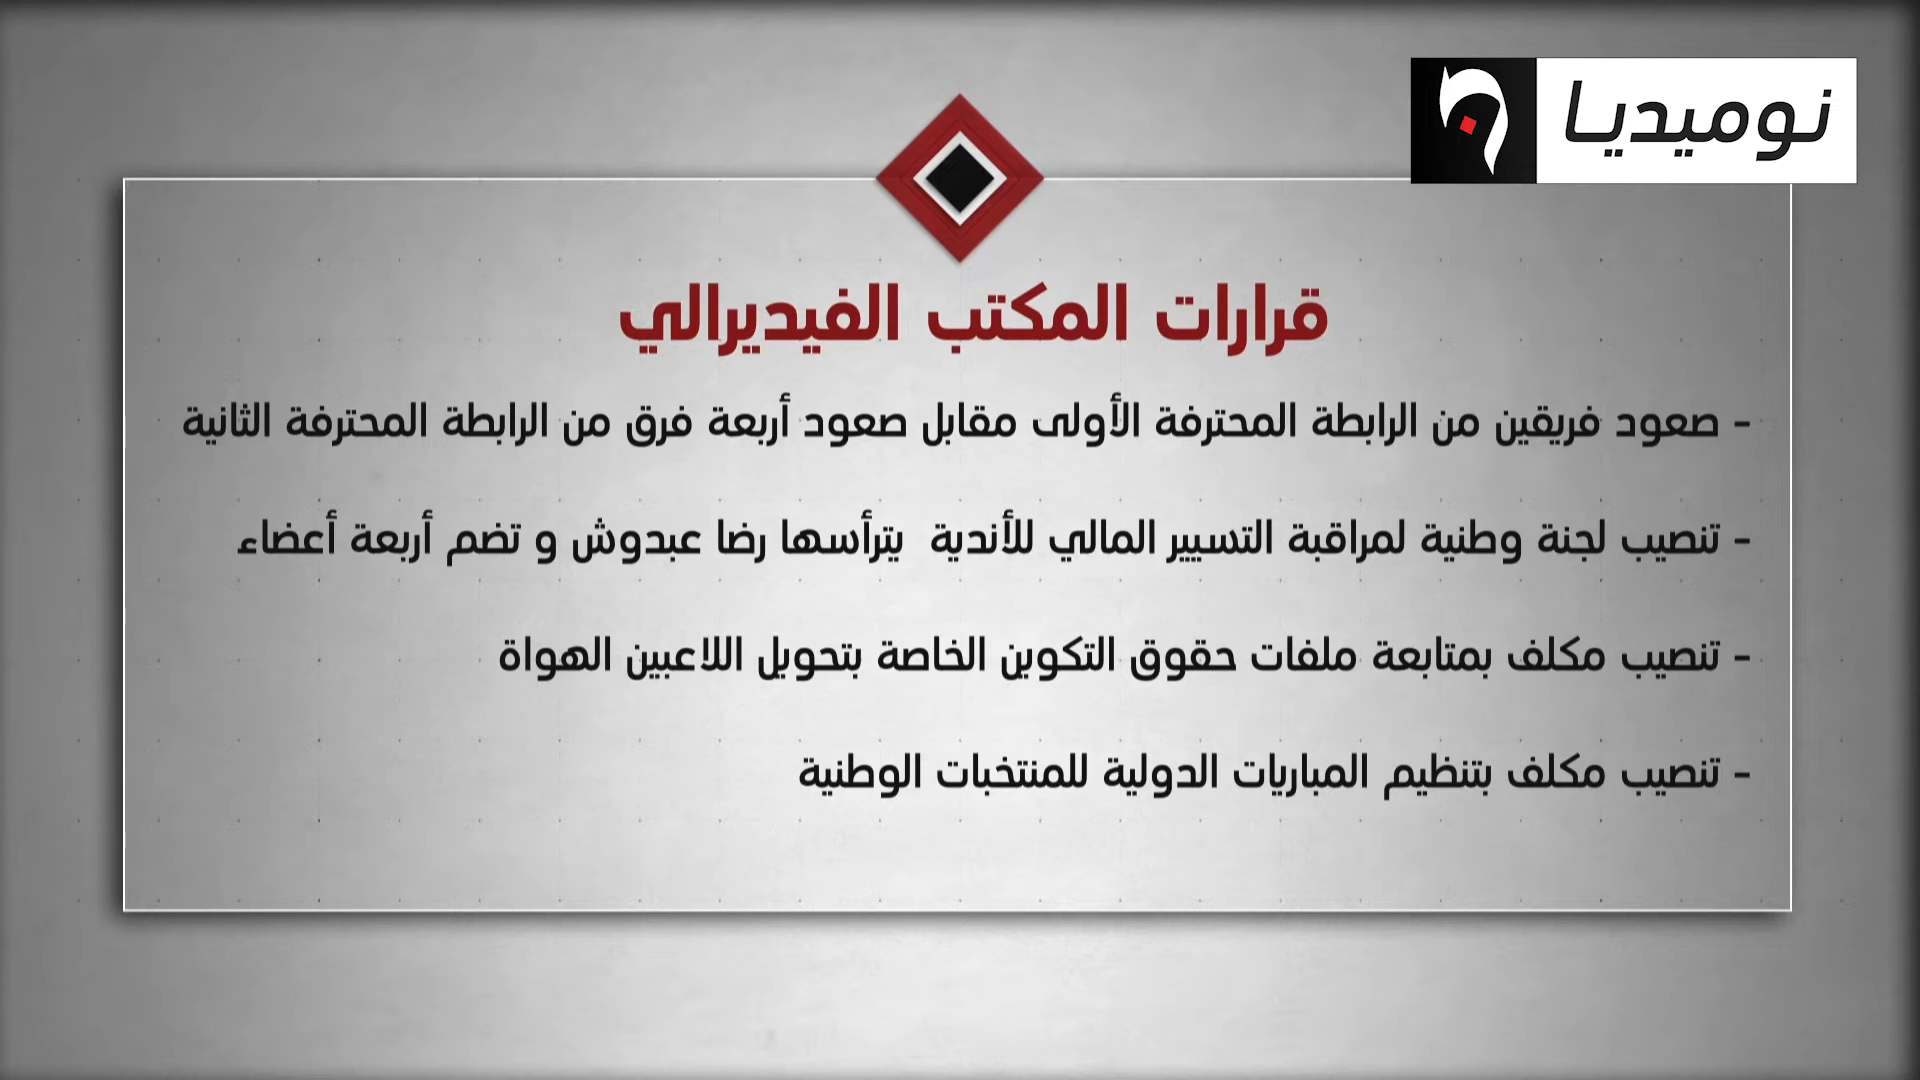 نوميديا
قرارات المكتب الفيديرالي
- صعود فريقين من الرابطة المحترفة الأولى مقابل صعود أربعة فرق من الرابطة المحترفة الثانية
- تنصيب لجنة وطنية لمراقبة التسيير المالي للأندية يترأسها رضا عبدوش و تضم أربعة أعضاء
- تنصيب مكلف بمتابعة ملفات حقوق التكوين الخاصة بتحويل اللاعبين الهواة
- تنصيب مكلف بتنظيم المباريات الدولية للمنتخبات الوطنية